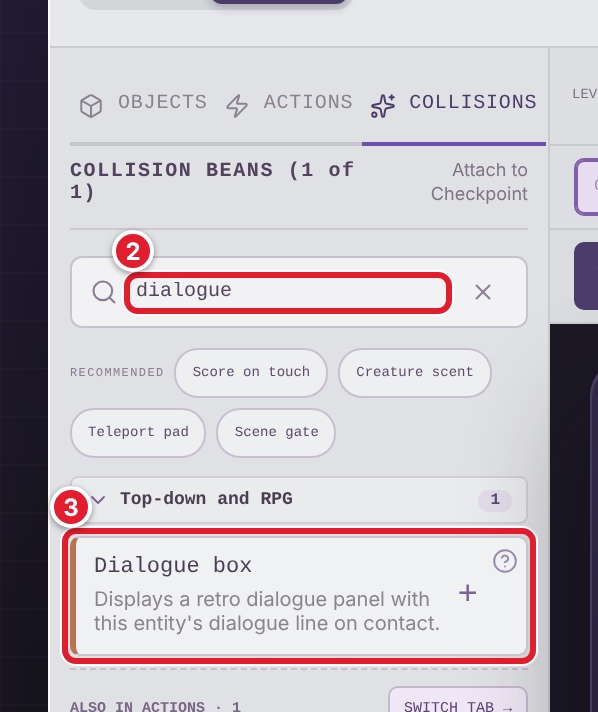 OBJECTS ACTIONS COLLISIONS
COLLISION BEANS (1 of
1)
Attach to
Checkpoint
2
dialogue
RECOMMENDED Score on touch Creature scent
Teleport pad Scene gate
3
Top-down and RPG 1
Dialogue box
Displays a retro dialogue panel with
this entity's dialogue line on contact.
+
ALSO IN ACTIONS · 1 SWITCH TAB →
LEV